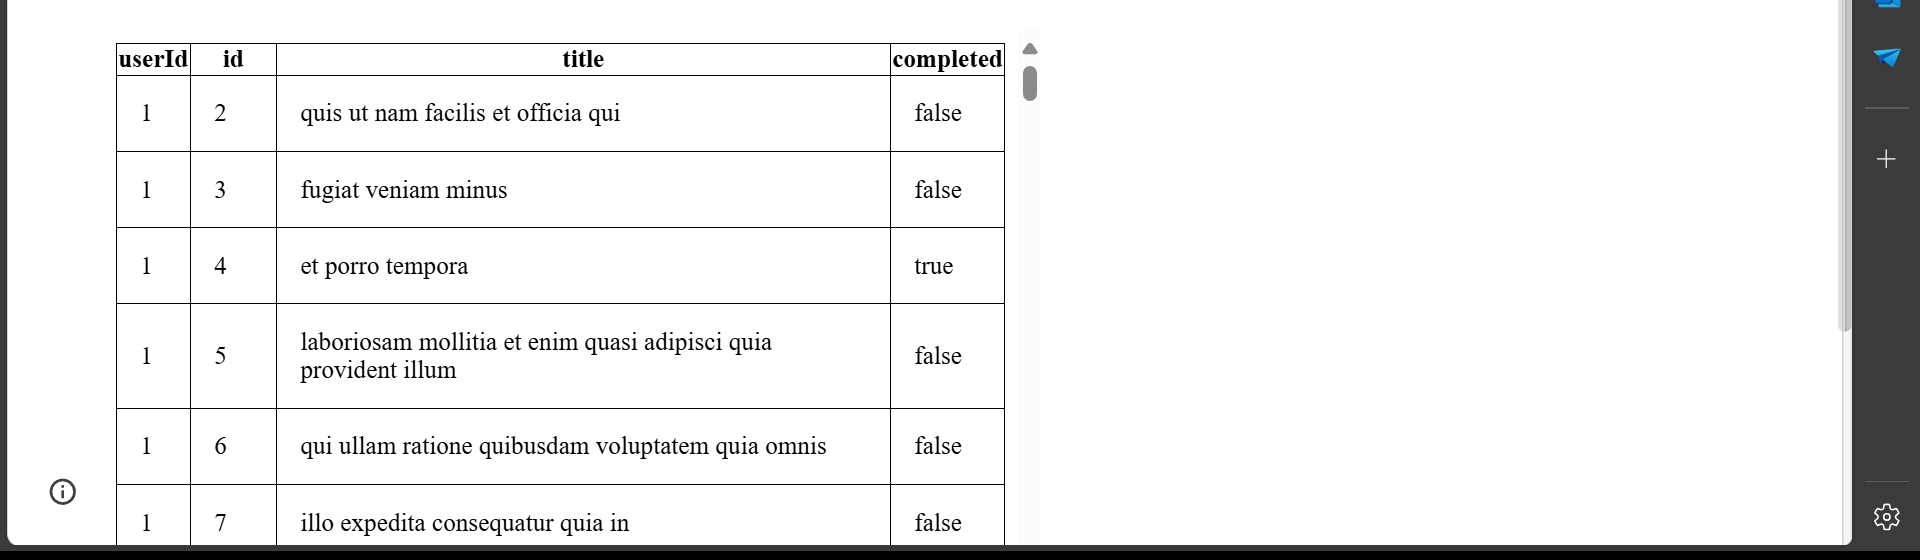 userId id title completed
1 2 quis ut nam facilis et officia qui false
1 3 fugiat veniam minus false
1 4 et porro tempora true
1 5 laboriosam mollitia et enim quasi adipisci quia
provident illum false
1 6 qui ullam ratione quibusdam voluptatem quia omnis false
1 7 illo expedita consequatur quia in false